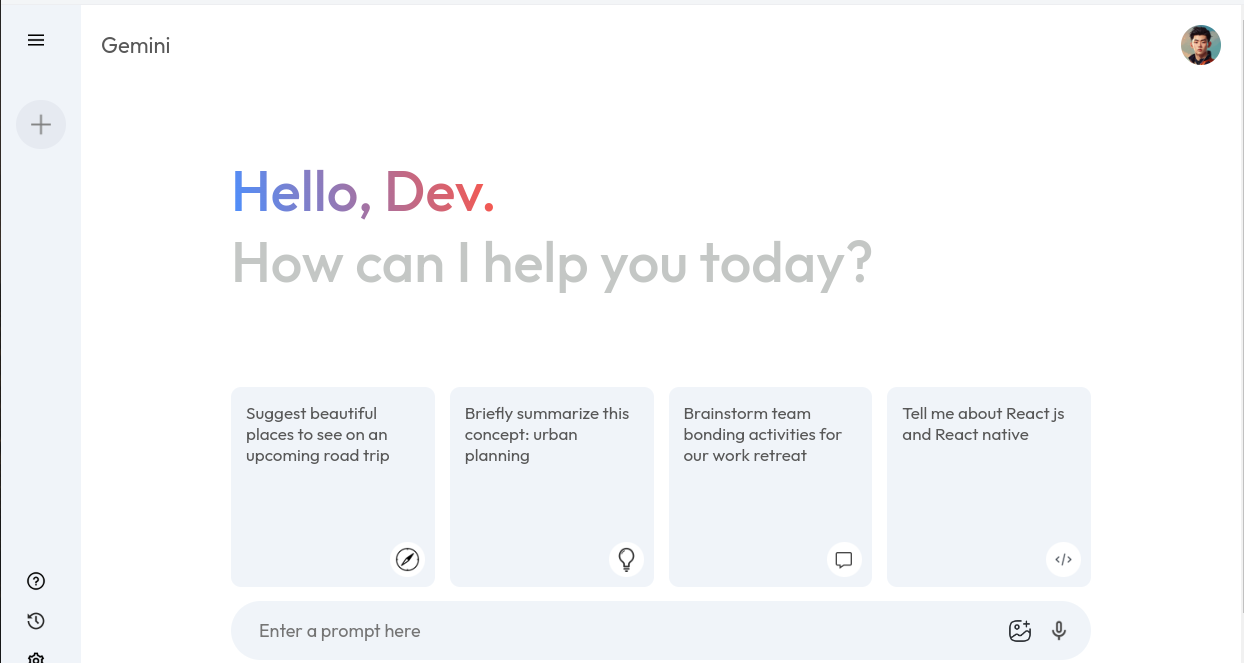 Gemini
Hello, Dev.
How can I help you today?
Suggest beautiful
places to see on an
upcoming road trip
Briefly summarize this
concept: urban
planning
Brainstorm team
bonding activities for
our work retreat
Tell me about React js
and React native
Enter a prompt here